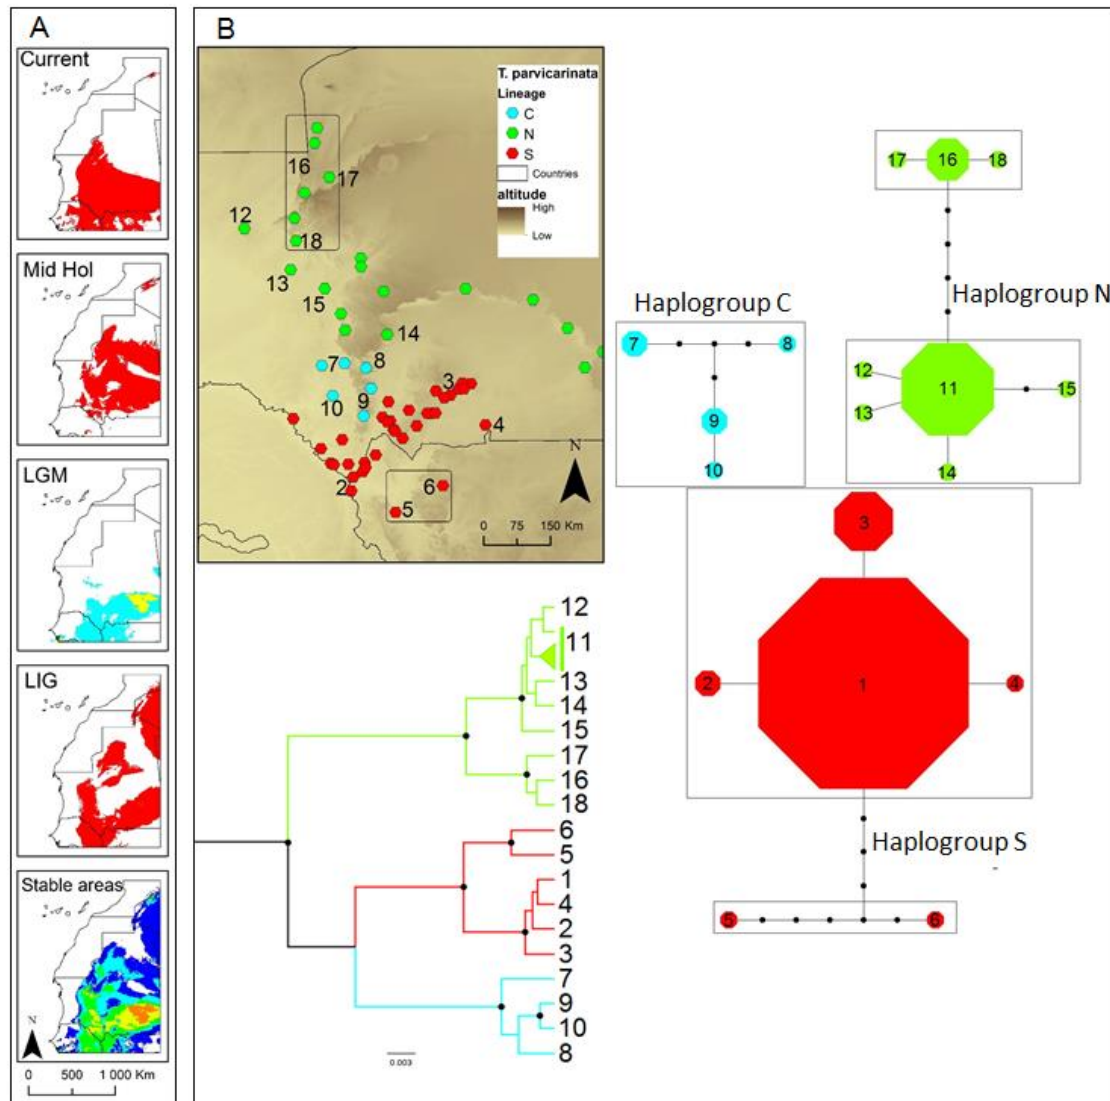 A
Current
Mid Hol
LGM
LIG
Stable areas
N
0 500 1 000 Km
B
T. parvicarinata
Lineage
C
N
S
Countries
altitude
High
Low
16
17
12
18
13
15
14
7
8
3
10
9
4
2
6
5
N
0 75 150 Km
12
11
13
14
15
17
16
18
6
5
1
4
2
3
7
9
10
8
0.003
17 16 18
Haplogroup N
Haplogroup C
7 8
9
10
12
11
15
13
14
3
2 1 4
Haplogroup S
-
5 6